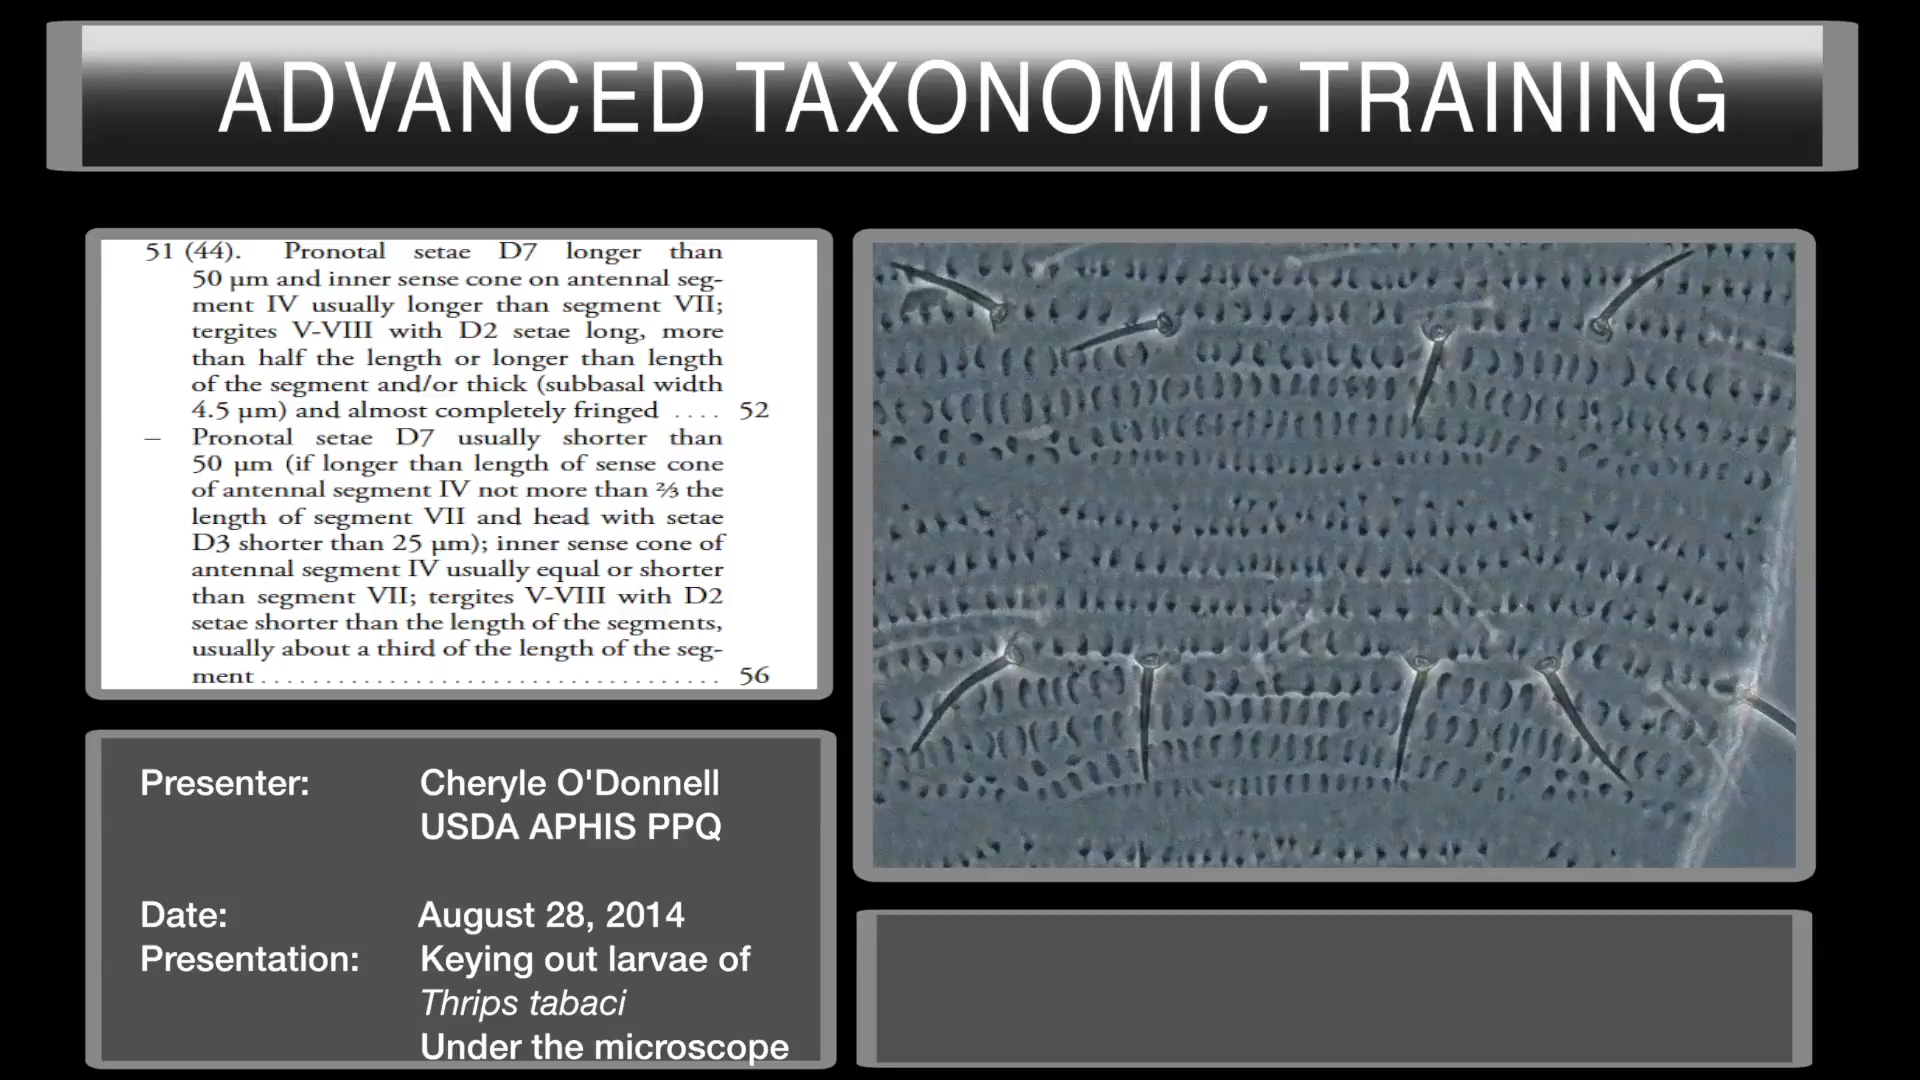 ADVANCED TAXONOMIC TRAINING
51 (44). Pronotal setae D7 longer than
50 µm and inner sense cone on antennal seg-
ment IV usually longer than segment VII;
tergites V-VIII with D2 setae long, more
than half the length or longer than length
of the segment and/or thick (subbasal width
4.5 µm) and almost completely fringed .... 52
– Pronotal setae D7 usually shorter than
50 µm (if longer than length of sense cone
of antennal segment IV not more than ⅔ the
length of segment VII and head with setae
D3 shorter than 25 µm); inner sense cone of
antennal segment IV usually equal or shorter
than segment VII; tergites V-VIII with D2
setae shorter than the length of the segments,
usually about a third of the length of the seg-
ment .................................... 56
Presenter: Cheryle O'Donnell
USDA APHIS PPQ
Date: August 28, 2014
Presentation: Keying out larvae of
Thrips tabaci
Under the microscope